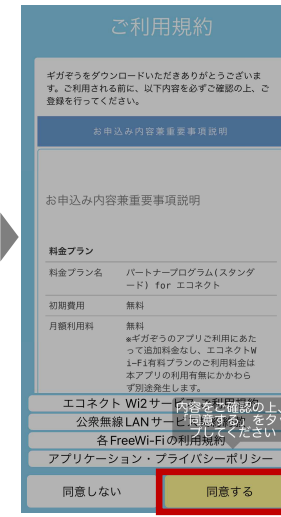 ご利用規約
ギガぞうをダウンロードいただきありがとうございま
す。ご利用される前に、以下内容を必ずご確認の上、ご
登録を行ってください。
お申込み内容兼重要事項説明
お申込み内容兼重要事項説明
料金プラン
料金プラン名 パートナープログラム(スタンダ
ード) for エコネクト
初期費用 無料
月額利用料 無料
*ギガぞうのアプリご利用にあた
って追加料金なし、エコネクトW
i-Fi有料プランのご利用料金は
本アプリの利用有無にかかわら
ず別途発生します。
エコネクト Wi2サービスご利用規約
公衆無線LANサービ
各FreeWi-Fiの利用規約
アプリケーション・プライバシーポリシー
内容をご確認の上、
「同意する」をタ
プしてください
同意しない
同意する